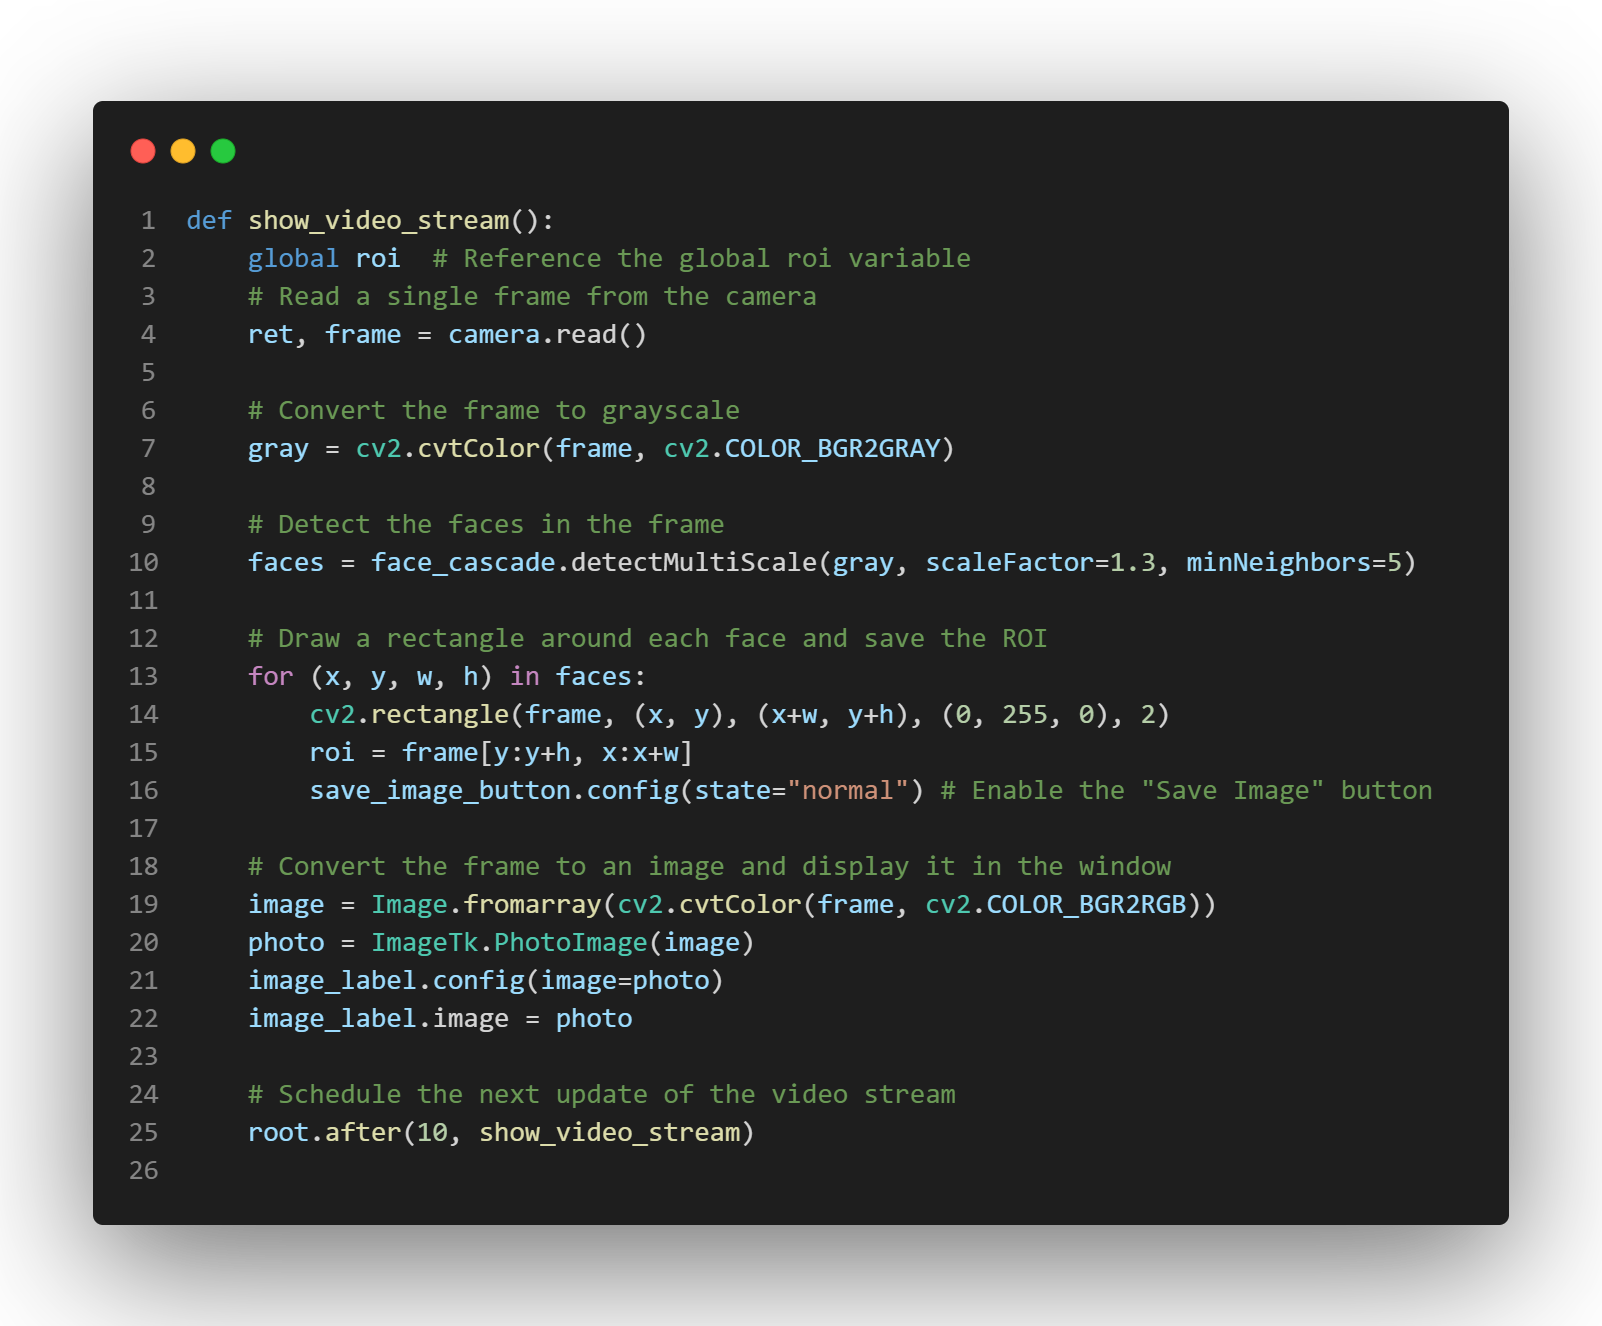 1 def show_video_stream():
2     global roi  # Reference the global roi variable
3     # Read a single frame from the camera
4     ret, frame = camera.read()
5
6     # Convert the frame to grayscale
7     gray = cv2.cvtColor(frame, cv2.COLOR_BGR2GRAY)
8
9     # Detect the faces in the frame
10     faces = face_cascade.detectMultiScale(gray, scaleFactor=1.3, minNeighbors=5)
11
12     # Draw a rectangle around each face and save the ROI
13     for (x, y, w, h) in faces:
14         cv2.rectangle(frame, (x, y), (x+w, y+h), (0, 255, 0), 2)
15         roi = frame[y:y+h, x:x+w]
16         save_image_button.config(state="normal") # Enable the "Save Image" button
17
18     # Convert the frame to an image and display it in the window
19     image = Image.fromarray(cv2.cvtColor(frame, cv2.COLOR_BGR2RGB))
20     photo = ImageTk.PhotoImage(image)
21     image_label.config(image=photo)
22     image_label.image = photo
23
24     # Schedule the next update of the video stream
25     root.after(10, show_video_stream)
26